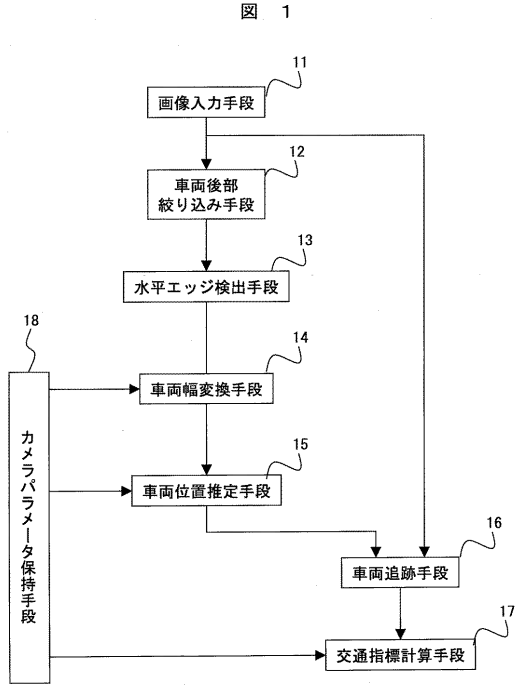 図 1
11
画像入力手段
12
車両後部
絞り込み手段
13
水平エッジ検出手段
18
14
車両幅変換手段
カメラパラメータ保持手段
15
車両位置推定手段
16
車両追跡手段
17
交通指標計算手段